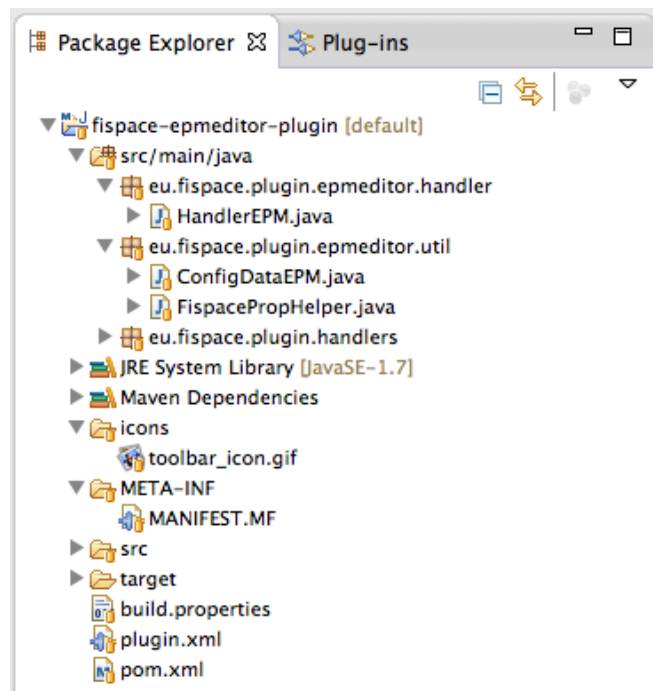 Package Explorer Plug-ins
fispace-epmeditor-plugin [default]
src/main/java
eu.fispace.plugin.epmeditor.handler
HandlerEPM.java
eu.fispace.plugin.epmeditor.util
ConfigDataEPM.java
FispacePropHelper.java
eu.fispace.plugin.handlers
JRE System Library [JavaSE-1.7]
Maven Dependencies
icons
toolbar_icon.gif
META-INF
MANIFEST.MF
src
target
build.properties
plugin.xml
pom.xml